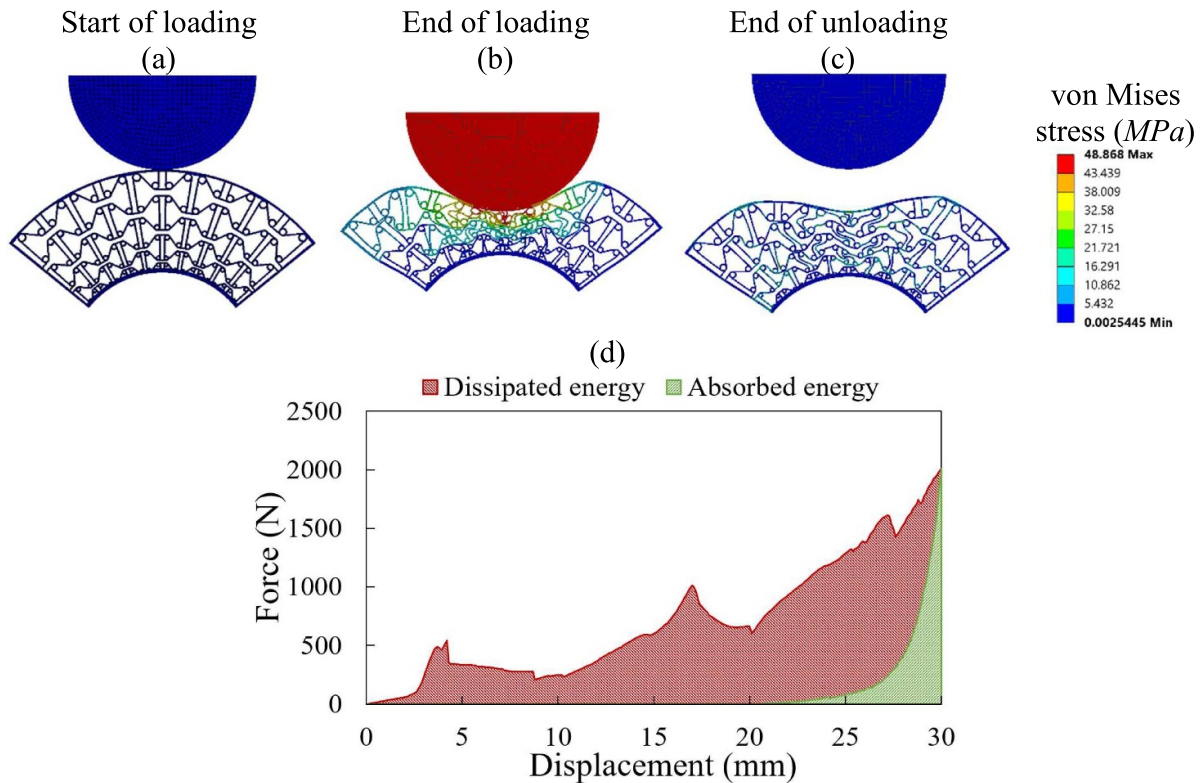 Start of loading
(a)
End of loading
(b)
End of unloading
(c)
von Mises
stress (MPa)
48.868 Max
43.439
38.009
32.58
27.15
21.721
16.291
10.862
5.432
0.0025445 Min
(d)
Dissipated energy
Absorbed energy
2500
2000
1500
1000
500
0
Force (N)
0 5 10 15 20 25 30
Displacement (mm)